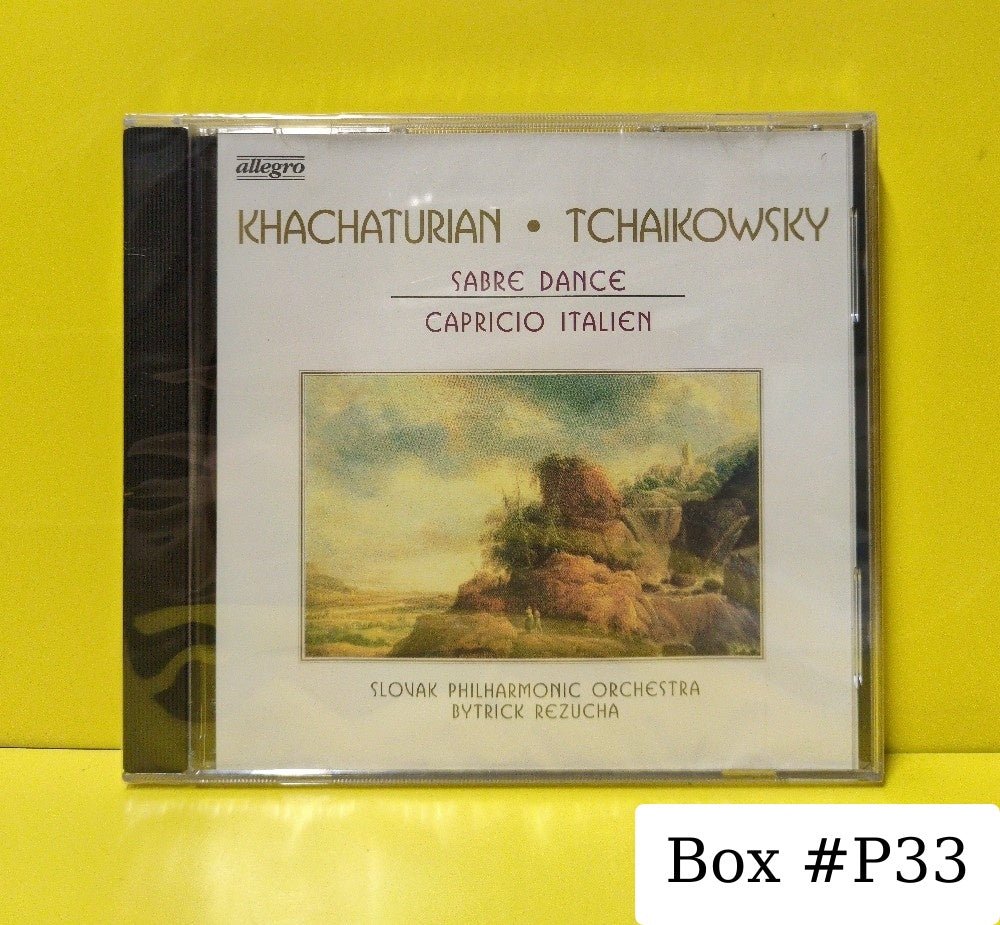 allegro
KHACHATURIAN • TCHAIKOWSKY
SABRE DANCE
CAPRICIO ITALIEN
SLOVAK PHILHARMONIC ORCHESTRA
BYTRICK REZUCHA
Box #P33